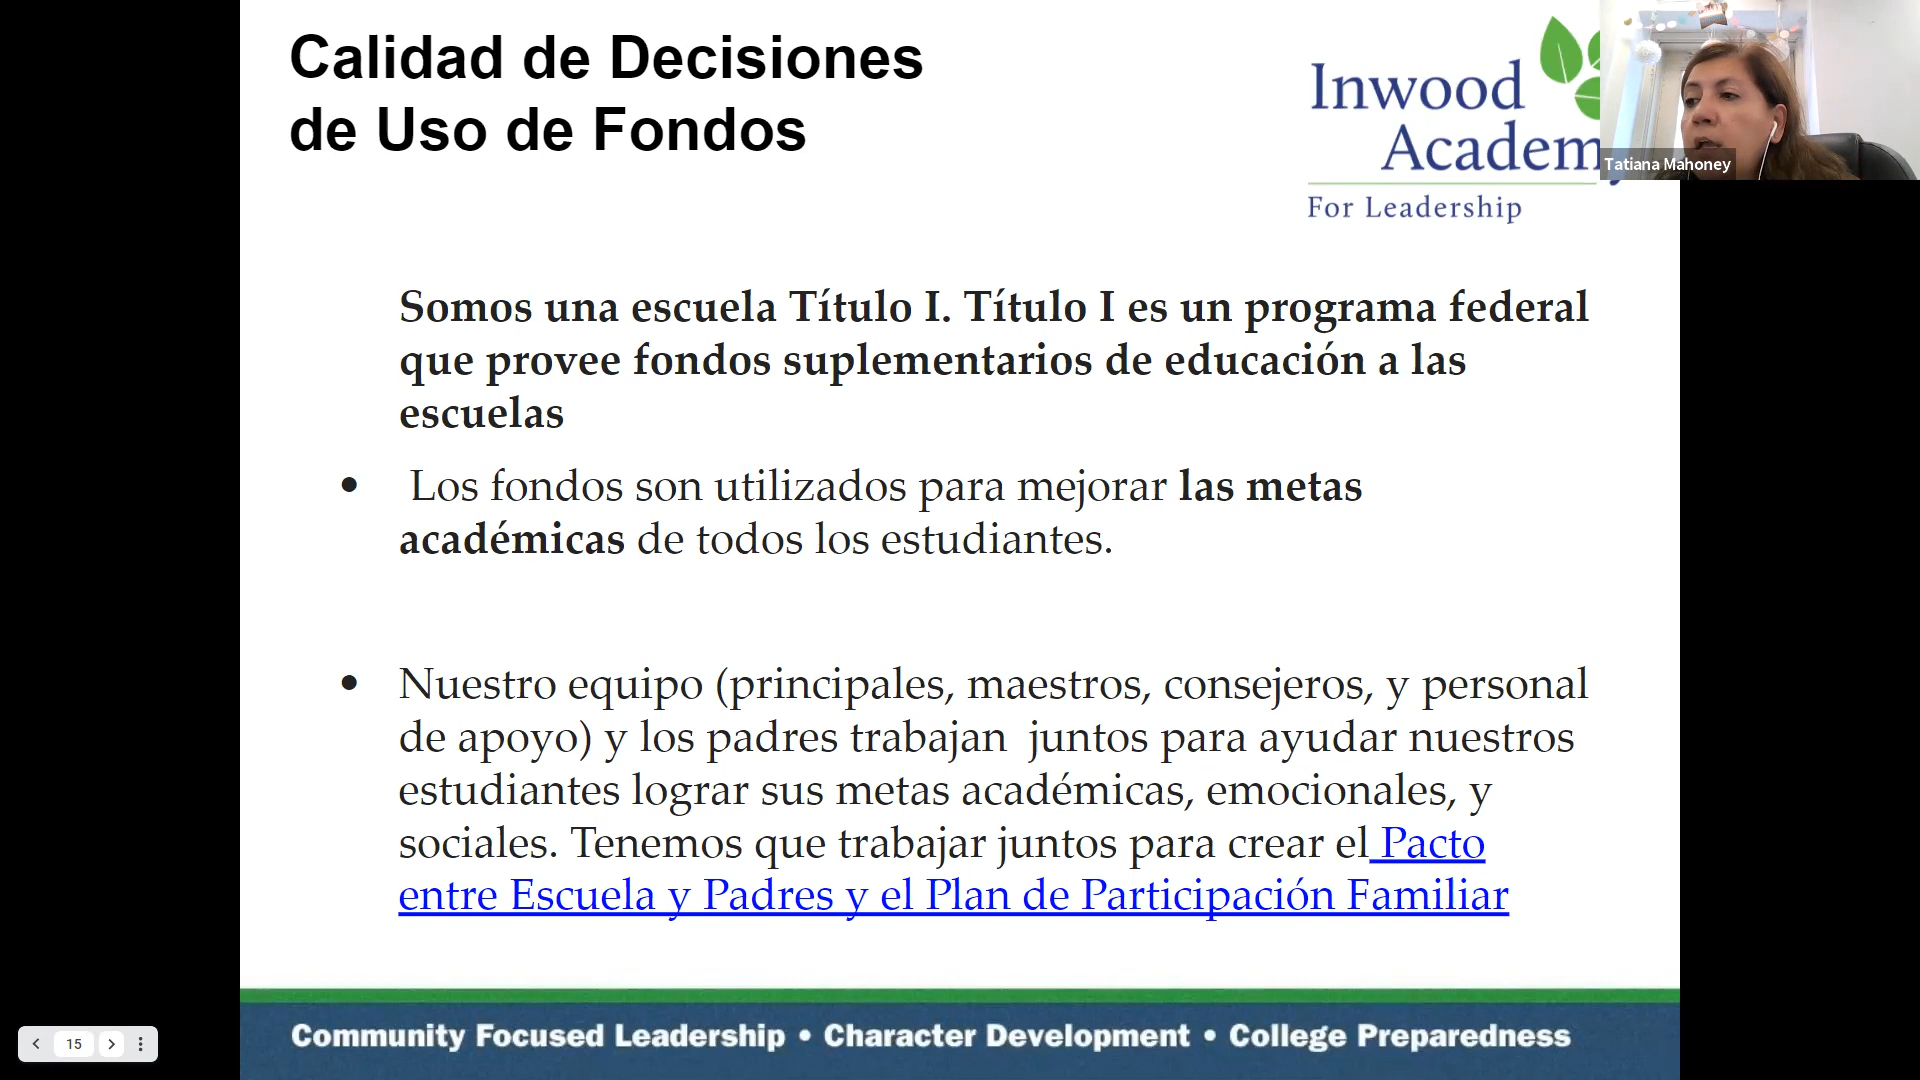 Calidad de Decisiones
de Uso de Fondos
Inwood
Academ
For Leadership
Tatiana Mahoney
Somos una escuela Título I. Título I es un programa federal
que provee fondos suplementarios de educación a las
escuelas
• Los fondos son utilizados para mejorar las metas
académicas de todos los estudiantes.
• Nuestro equipo (principales, maestros, consejeros, y personal
de apoyo) y los padres trabajan juntos para ayudar nuestros
estudiantes lograr sus metas académicas, emocionales, y
sociales. Tenemos que trabajar juntos para crear el Pacto
entre Escuela y Padres y el Plan de Participación Familiar
Community Focused Leadership • Character Development • College Preparedness
15